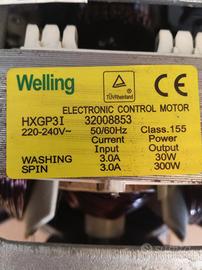 Welling
TÜVRheinland
CE
ELECTRONIC CONTROL MOTOR
HXGP3I 32008853
220-240V~ 50/60Hz Class.155
Current Power
Input Output
WASHING 3.0A 30W
SPIN 3.0A 300W